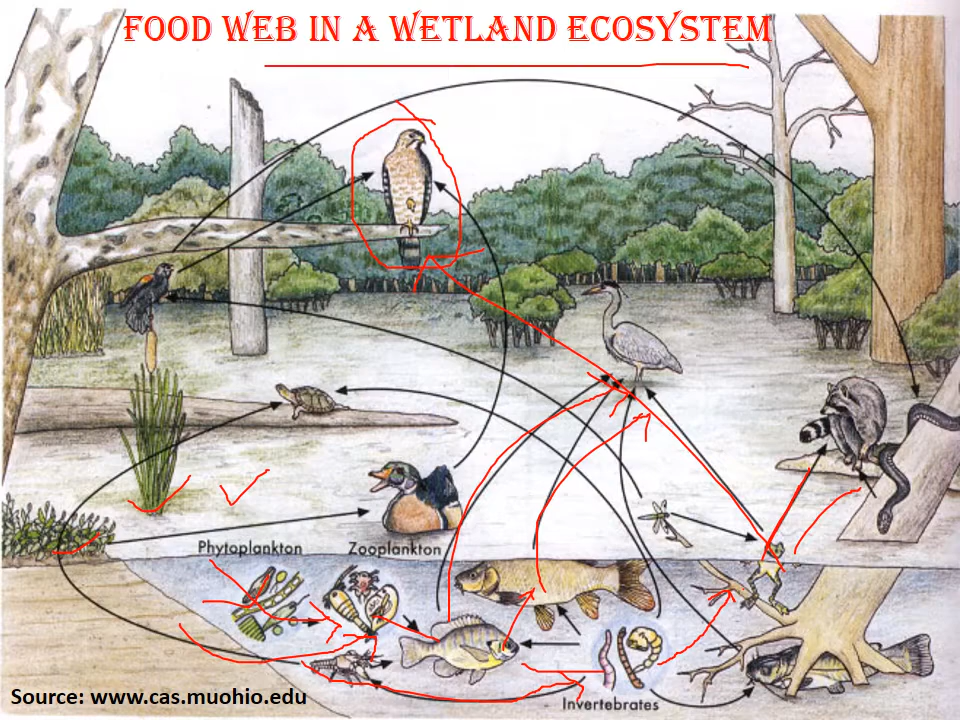 FOOD WEB IN A WETLAND ECOSYSTEM
Phytoplankton Zooplankton
Invertebrates
Source: www.cas.muohio.edu